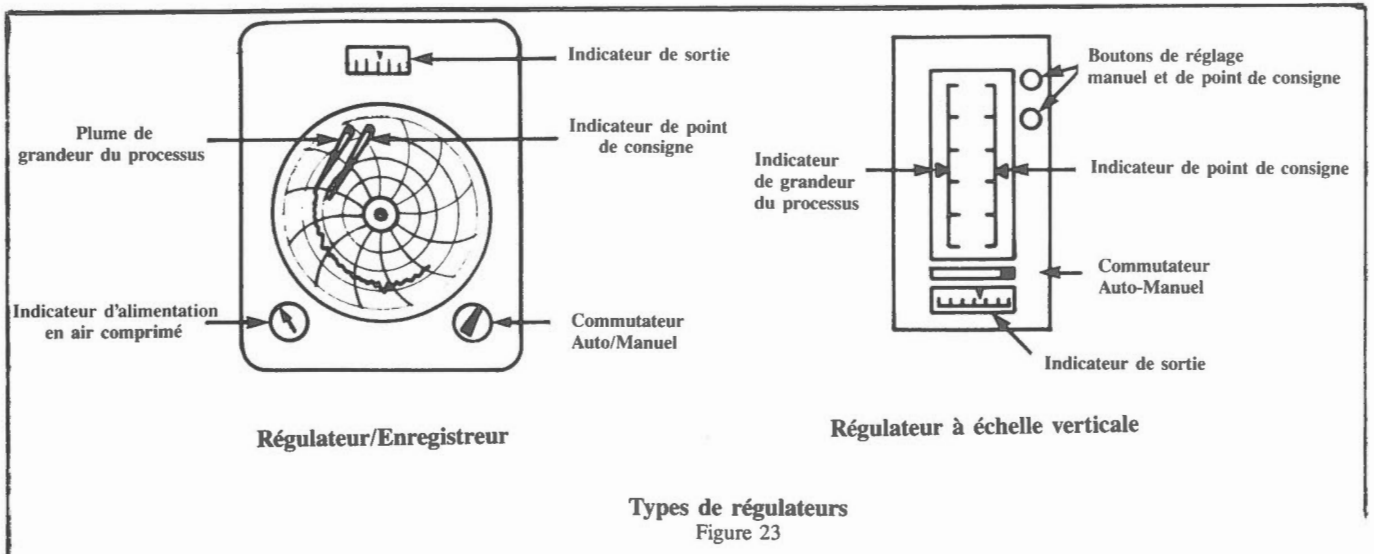 Indicateur de sortie
Plume de
grandeur du processus
Indicateur de point
de consigne
Indicateur d'alimentation
en air comprimé
Commutateur
Auto/Manuel
Régulateur/Enregistreur
Boutons de réglage
manuel et de point de consigne
Indicateur
de grandeur
du processus
Indicateur de point de consigne
Commutateur
Auto-Manuel
Indicateur de sortie
Régulateur à échelle verticale
Types de régulateurs
Figure 23